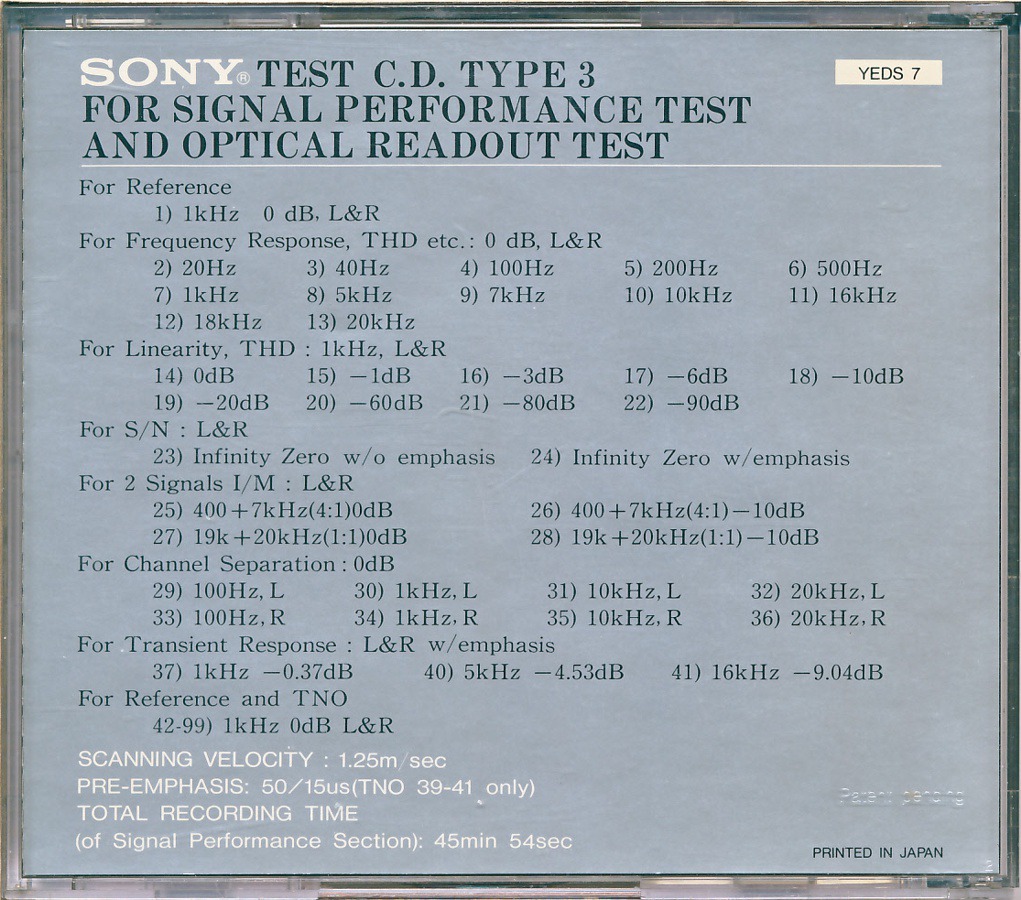 SONY® TEST C.D. TYPE 3
YEDS 7
FOR SIGNAL PERFORMANCE TEST
AND OPTICAL READOUT TEST
For Reference
1) 1kHz 0 dB, L&R
For Frequency Response, THD etc.: 0 dB, L&R
2) 20Hz 3) 40Hz 4) 100Hz 5) 200Hz 6) 500Hz
7) 1kHz 8) 5kHz 9) 7kHz 10) 10kHz 11) 16kHz
12) 18kHz 13) 20kHz
For Linearity, THD : 1kHz, L&R
14) 0dB 15) −1dB 16) −3dB 17) −6dB 18) −10dB
19) −20dB 20) −60dB 21) −80dB 22) −90dB
For S/N : L&R
23) Infinity Zero w/o emphasis 24) Infinity Zero w/emphasis
For 2 Signals I/M : L&R
25) 400+7kHz(4:1)0dB 26) 400+7kHz(4:1)−10dB
27) 19k+20kHz(1:1)0dB 28) 19k+20kHz(1:1)−10dB
For Channel Separation : 0dB
29) 100Hz, L 30) 1kHz, L 31) 10kHz, L 32) 20kHz, L
33) 100Hz, R 34) 1kHz, R 35) 10kHz, R 36) 20kHz, R
For Transient Response : L&R w/emphasis
37) 1kHz −0.37dB 40) 5kHz −4.53dB 41) 16kHz −9.04dB
For Reference and TNO
42-99) 1kHz 0dB L&R
SCANNING VELOCITY : 1.25m/sec
PRE-EMPHASIS: 50/15us(TNO 39-41 only)
TOTAL RECORDING TIME
(of Signal Performance Section): 45min 54sec
Patent pending
PRINTED IN JAPAN